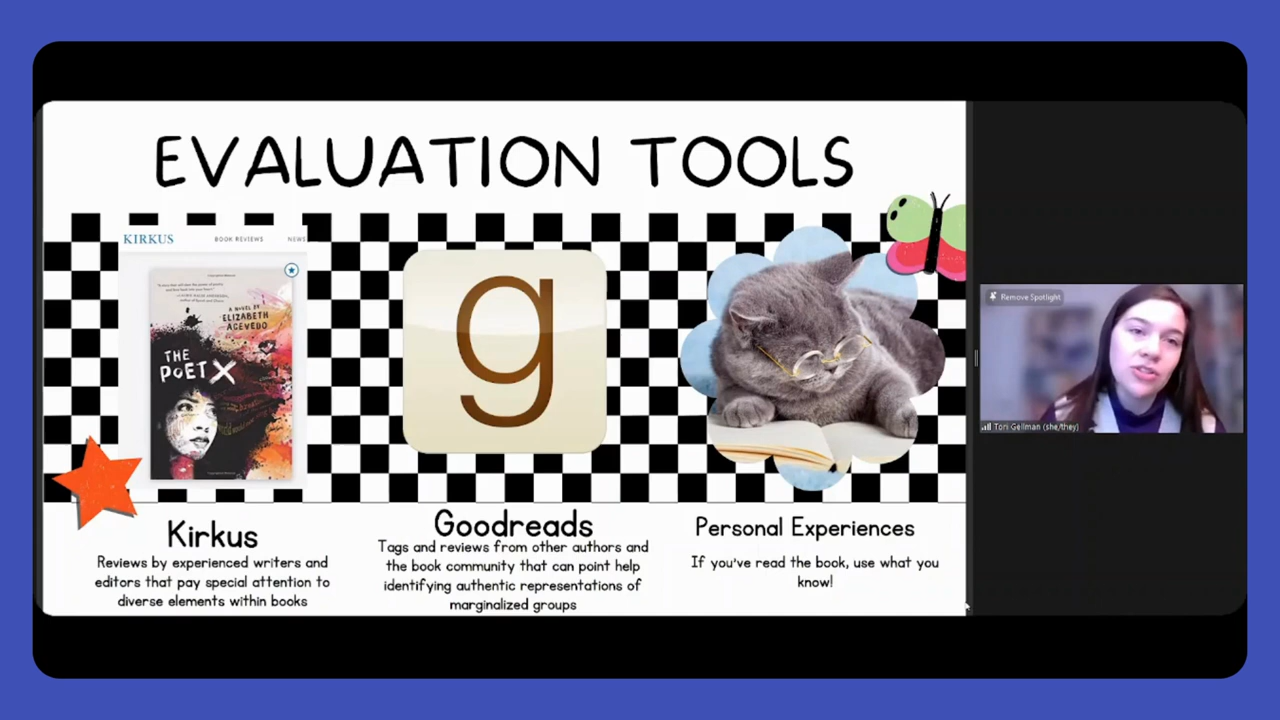 EVALUATION TOOLS
KIRKUS BOOK REVIEWS NEWS
A NOVEL BY
ELIZABETH
ACEVEDO
THE
POET X
g
Remove Spotlight
Tori Geilman (she/they)
Kirkus
Reviews by experienced writers and
editors that pay special attention to
diverse elements within books
Goodreads
Tags and reviews from other authors and
the book community that can point help
identifying authentic representations of
marginalized groups
Personal Experiences
If you've read the book, use what you
know!